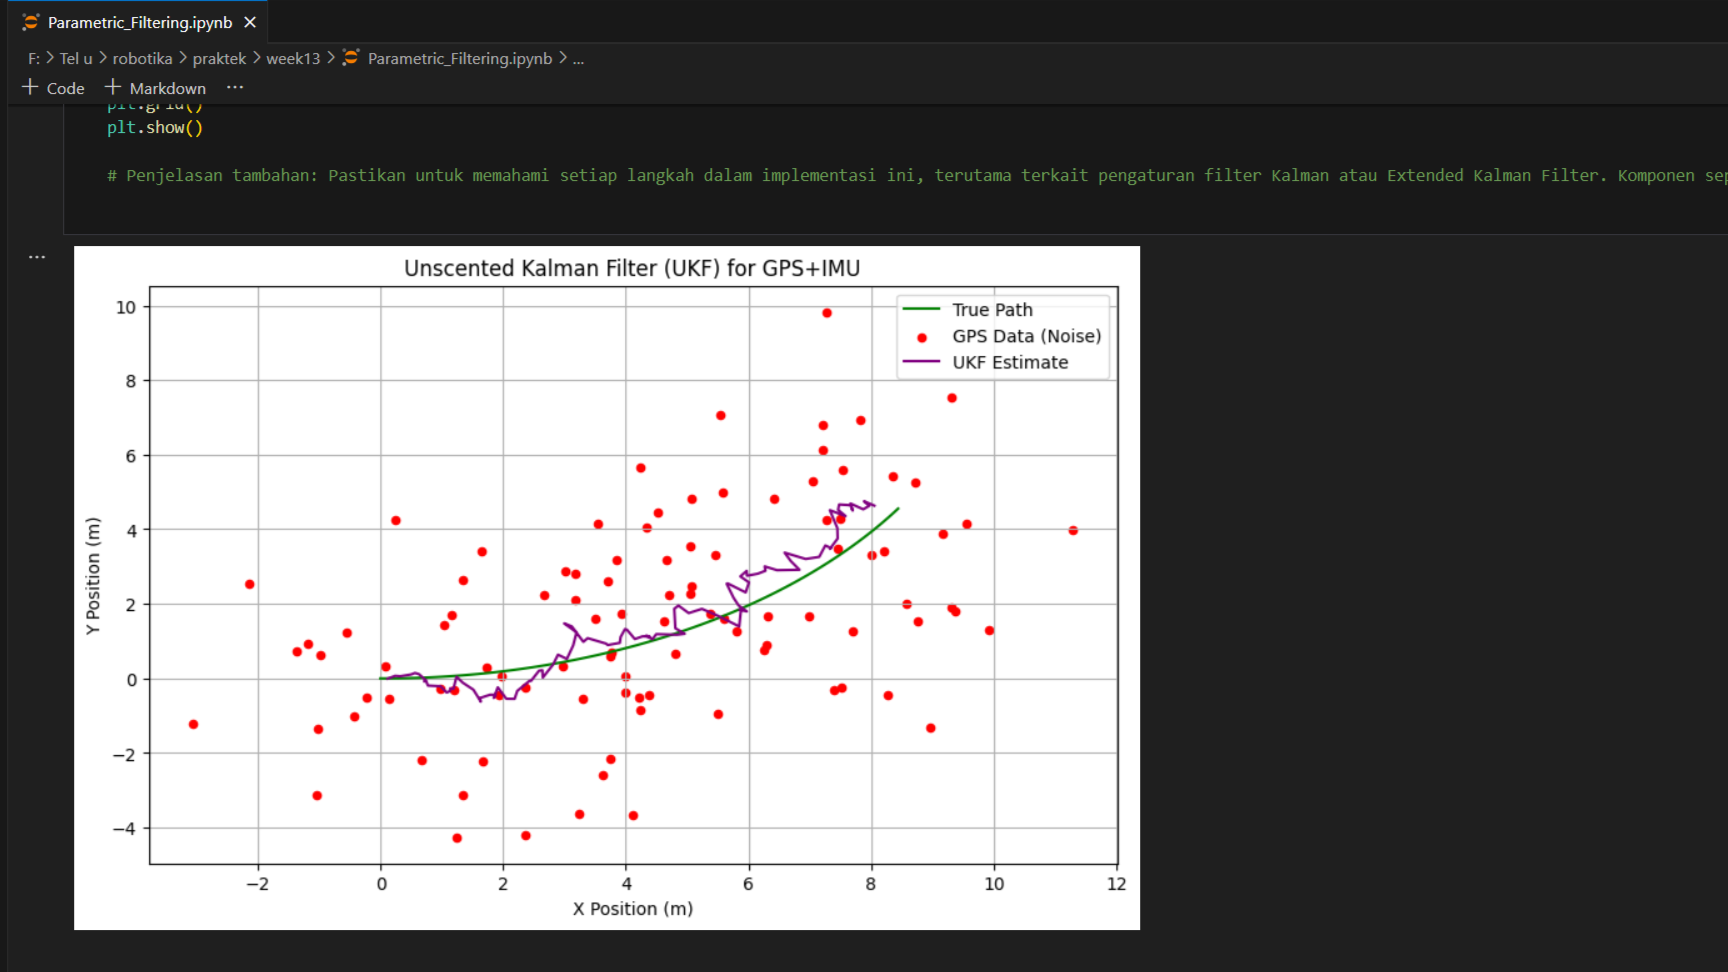 Parametric_Filtering.ipynb ×
F: > Tel u > robotika > praktek > week13 > Parametric_Filtering.ipynb > ...
+ Code + Markdown ...
plt.grid()
plt.show()
# Penjelasan tambahan: Pastikan untuk memahami setiap langkah dalam implementasi ini, terutama terkait pengaturan filter Kalman atau Extended Kalman Filter. Komponen sep
...
Unscented Kalman Filter (UKF) for GPS+IMU
True Path
GPS Data (Noise)
UKF Estimate
10
8
6
4
2
0
−2
−4
Y Position (m)
−2 0 2 4 6 8 10 12
X Position (m)